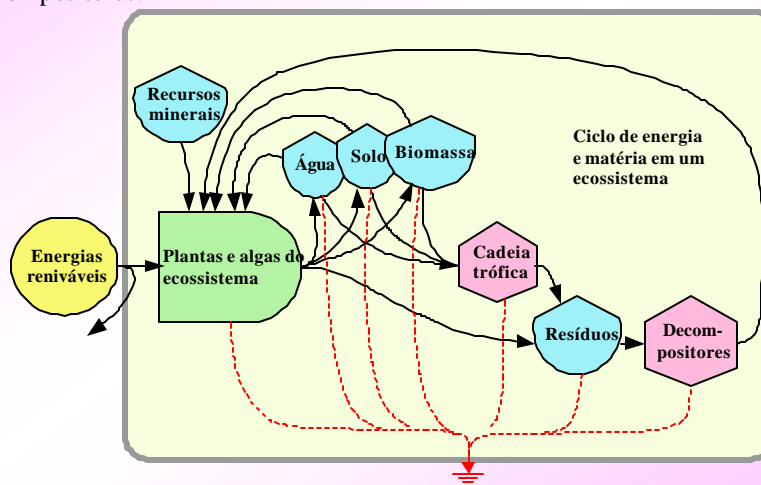 Recursos
minerais
Água
Solo
Biomassa
Ciclo de energia
e matéria em um
ecossistema
Energias
reniváveis
Plantas e algas do
ecossistema
Cadeia
trófica
Resíduos
Decom-
positores